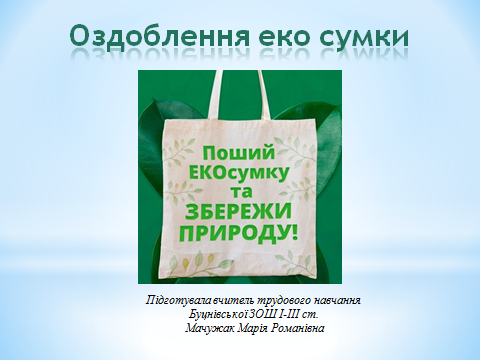 Оздоблення еко сумки
Поший
ЕКОсумку
та
ЗБЕРЕЖИ
ПРИРОДУ!
Підготувала вчитель трудового навчання
Буцнівської ЗОШ І-ІІІ ст.
Мачужак Марія Романівна